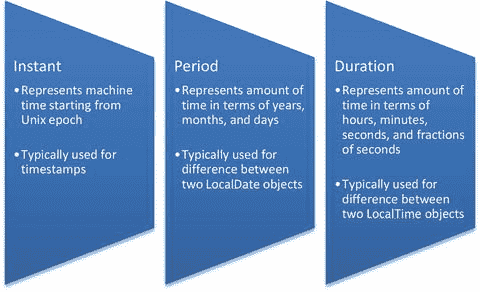 Instant
•Represents machine
time starting from
Unix epoch
•Typically used for
timestamps
Period
•Represents amount of
time in terms of years,
months, and days
•Typically used for
difference between
two LocalDate objects
Duration
•Represents amount of
time in terms of
hours, minutes,
seconds, and fractions
of seconds
•Typically used for
difference between
two LocalTime objects